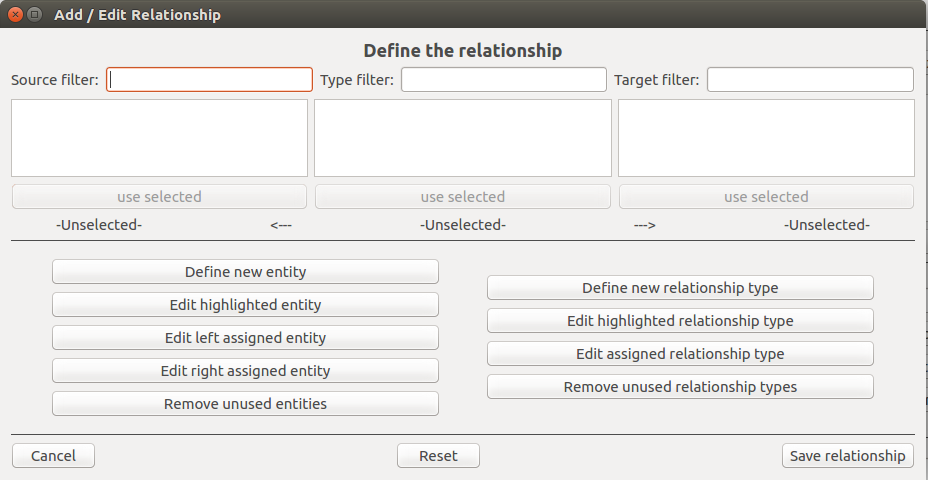 Add / Edit Relationship
Define the relationship
Source filter: Type filter: Target filter:
use selected use selected use selected
-Unselected- <--- -Unselected- ---> -Unselected-
Define new entity
Edit highlighted entity
Edit left assigned entity
Edit right assigned entity
Remove unused entities
Define new relationship type
Edit highlighted relationship type
Edit assigned relationship type
Remove unused relationship types
Cancel Reset Save relationship